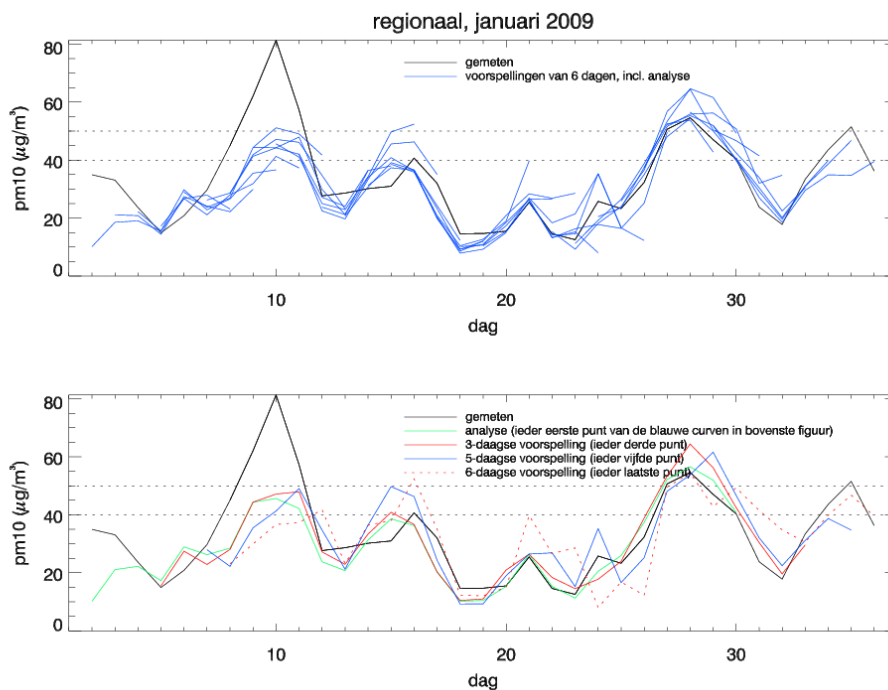 regionaal, januari 2009
80
60
40
20
0
pm10 (µg/m³)
gemeten
voorspellingen van 6 dagen, incl. analyse
10
20
30
dag
80
60
40
20
0
pm10 (µg/m³)
gemeten
analyse (ieder eerste punt van de blauwe curven in bovenste figuur)
3-daagse voorspelling (ieder derde punt)
5-daagse voorspelling (ieder vijfde punt)
6-daagse voorspelling (ieder laatste punt)
10
20
30
dag